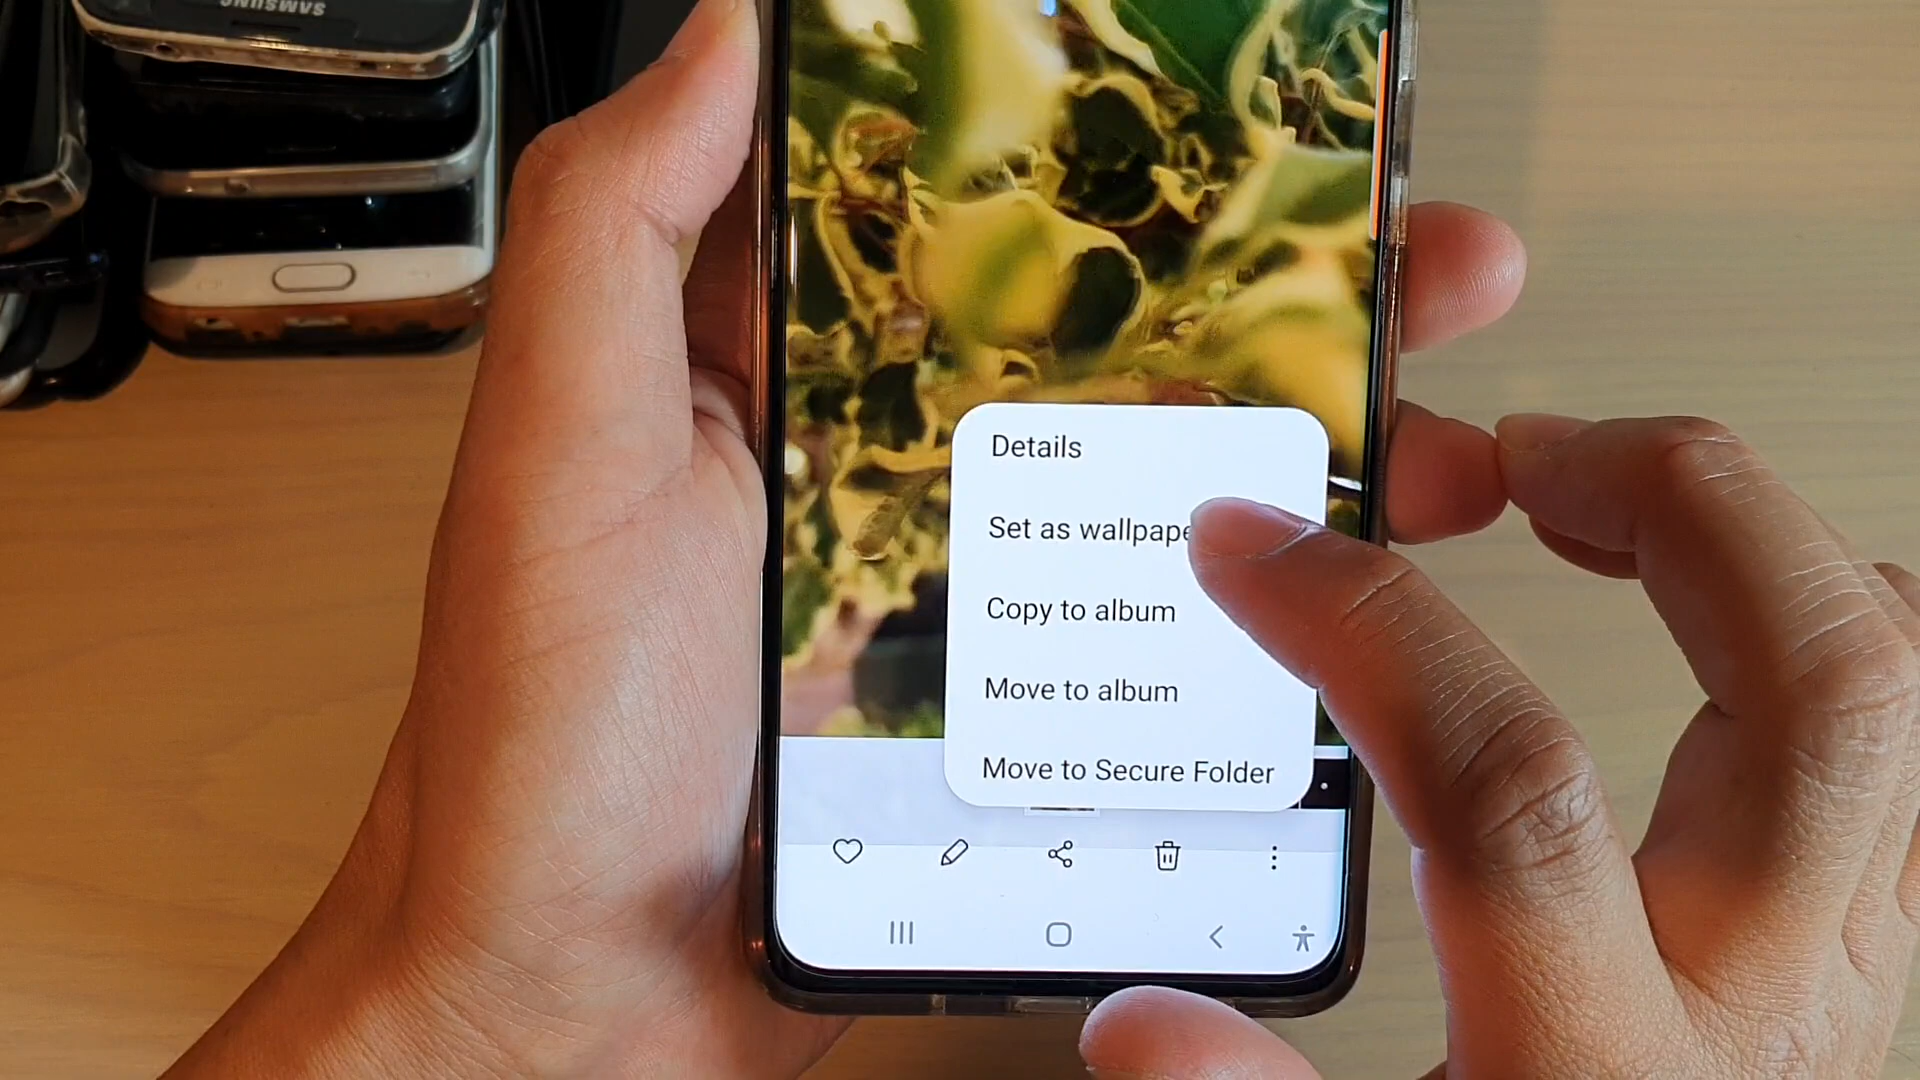 SAMSUNG
Details
Set as wallpape
Copy to album
Move to album
Move to Secure Folder